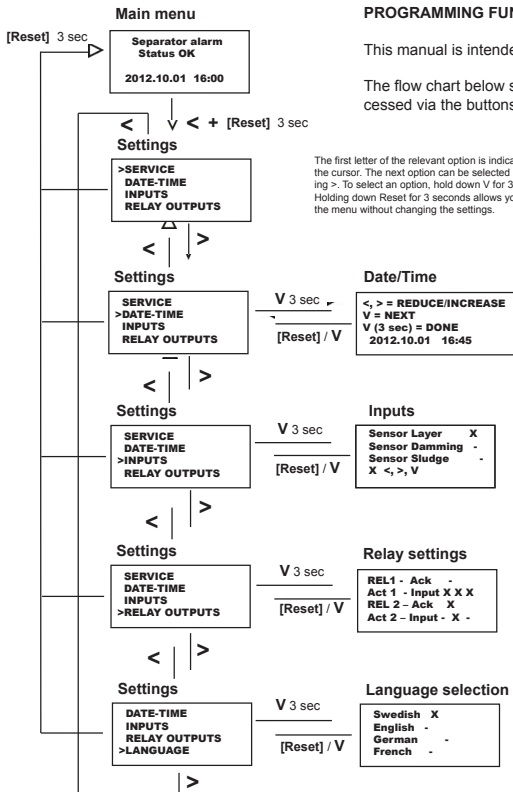 Main menu
PROGRAMMING FUN
[Reset] 3 sec
Separator alarm
Status OK
2012.10.01 16:00
This manual is intende
The flow chart below s
cessed via the buttons
< V < + [Reset] 3 sec
Settings
>SERVICE
DATE-TIME
INPUTS
RELAY OUTPUTS
The first letter of the relevant option is indica
the cursor. The next option can be selected
ing >. To select an option, hold down V for 3
Holding down Reset for 3 seconds allows yo
the menu without changing the settings.
< >
Settings
SERVICE
>DATE-TIME
INPUTS
RELAY OUTPUTS
V 3 sec
[Reset] / V
Date/Time
<, > = REDUCE/INCREASE
V = NEXT
V (3 sec) = DONE
2012.10.01 16:45
< >
Settings
SERVICE
DATE-TIME
>INPUTS
RELAY OUTPUTS
V 3 sec
[Reset] / V
Inputs
Sensor Layer X
Sensor Damming -
Sensor Sludge -
X <, >, V
< >
Settings
SERVICE
DATE-TIME
INPUTS
>RELAY OUTPUTS
V 3 sec
[Reset] / V
Relay settings
REL1 - Ack -
Act 1 - Input X X X
REL 2 – Ack X
Act 2 – Input - X -
< >
Settings
DATE-TIME
INPUTS
RELAY OUTPUTS
>LANGUAGE
V 3 sec
[Reset] / V
Language selection
Swedish X
English -
German -
French -
>